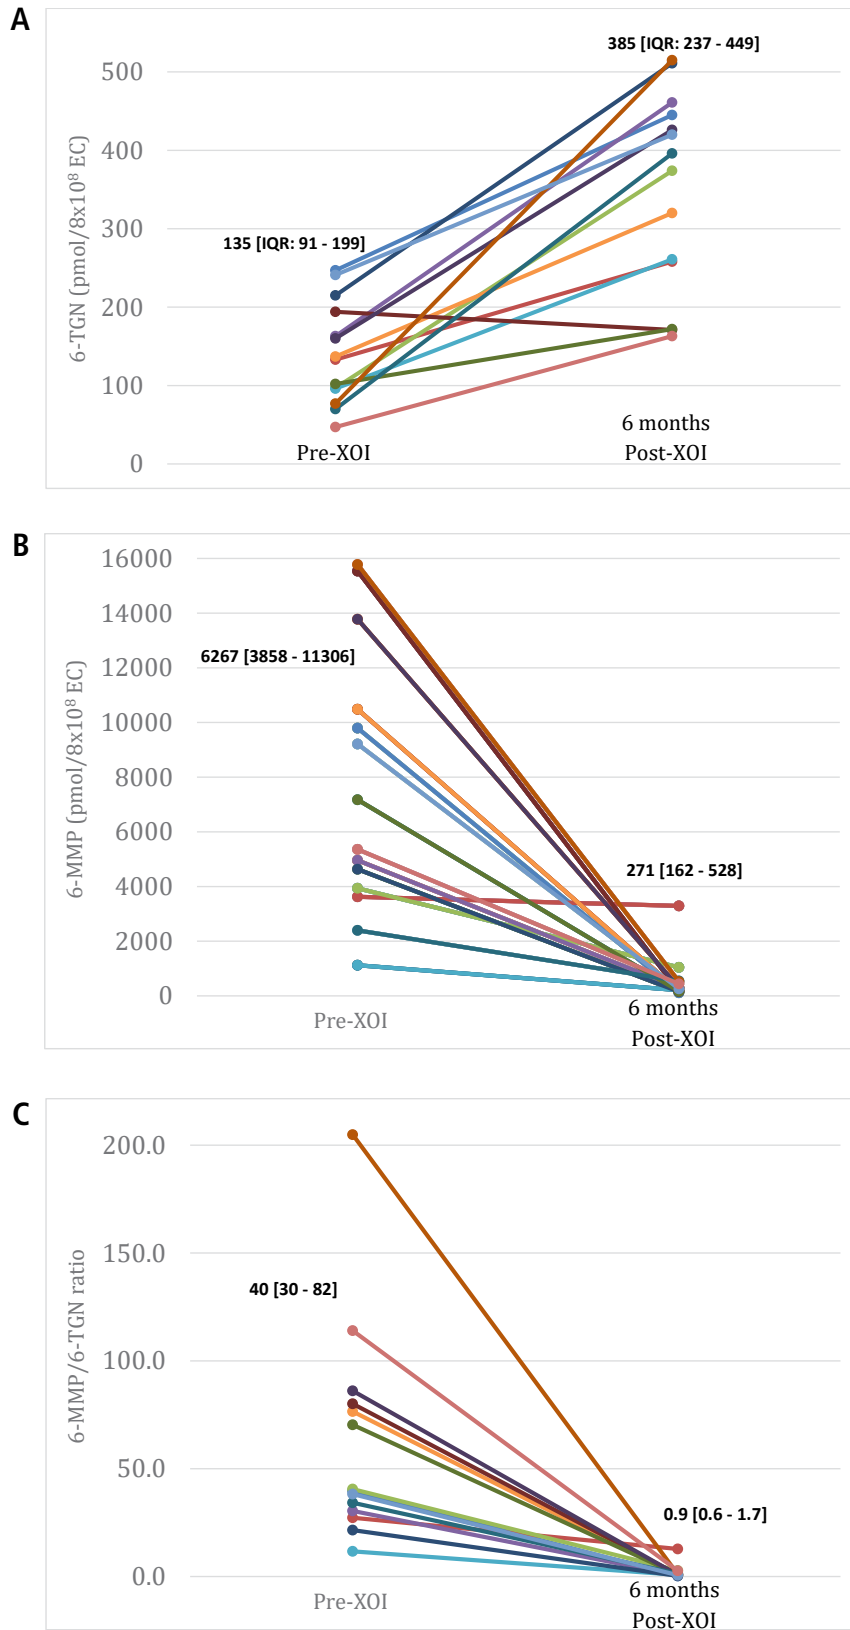 A
385 [IQR: 237 - 449]
500
400
300
200
100
0
6-TGN (pmol/8x10⁸ EC)
135 [IQR: 91 - 199]
Pre-XOI
6 months
Post-XOI
B
16000
14000
12000
10000
8000
6000
4000
2000
0
6-MMP (pmol/8x10⁸ EC)
6267 [3858 - 11306]
271 [162 - 528]
Pre-XOI
6 months
Post-XOI
C
200.0
150.0
100.0
50.0
0.0
6-MMP/6-TGN ratio
40 [30 - 82]
0.9 [0.6 - 1.7]
Pre-XOI
6 months
Post-XOI